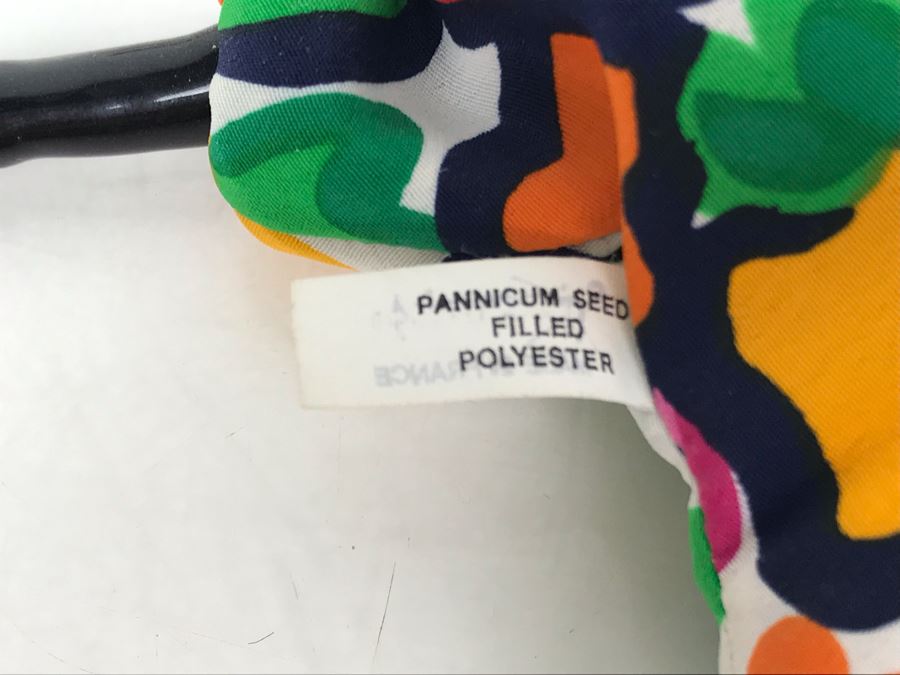 PANNICUM SEED
FILLED
POLYESTER